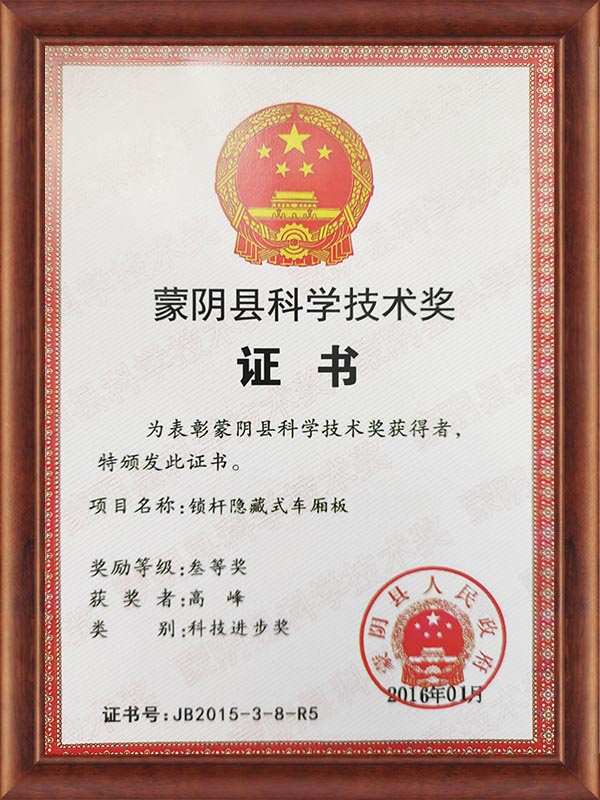 蒙阴县科学技术奖
证书
为表彰蒙阴县科学技术奖获得者，
特颁发此证书。
项目名称：锁杆隐藏式车厢板
奖励等级：叁等奖
获奖者：高峰
类别：科技进步奖
蒙阴县人民政府
2016年01月
证书号：JB2015-3-8-R5